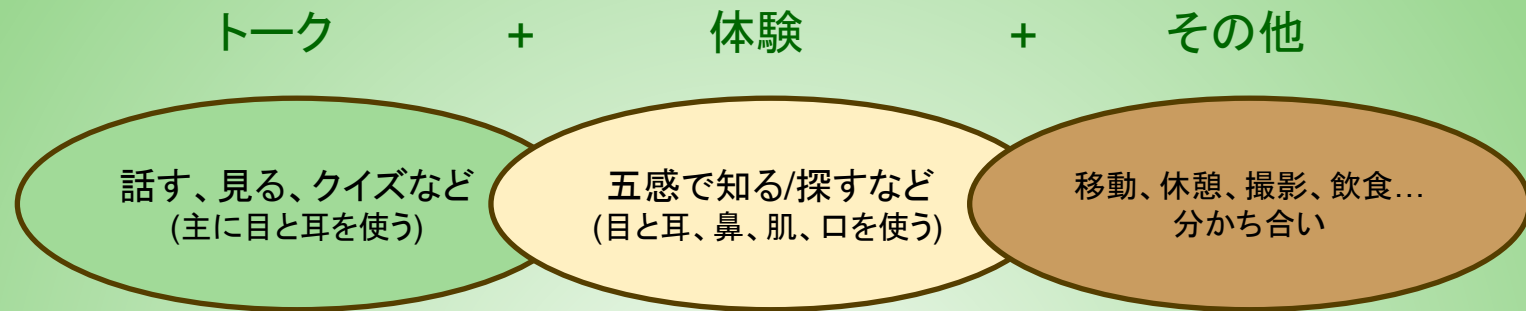 トーク + 体験 + その他
話す、見る、クイズなど
(主に目と耳を使う)
五感で知る/探すなど
(目と耳、鼻、肌、口を使う)
移動、休憩、撮影、飲食…
分かち合い